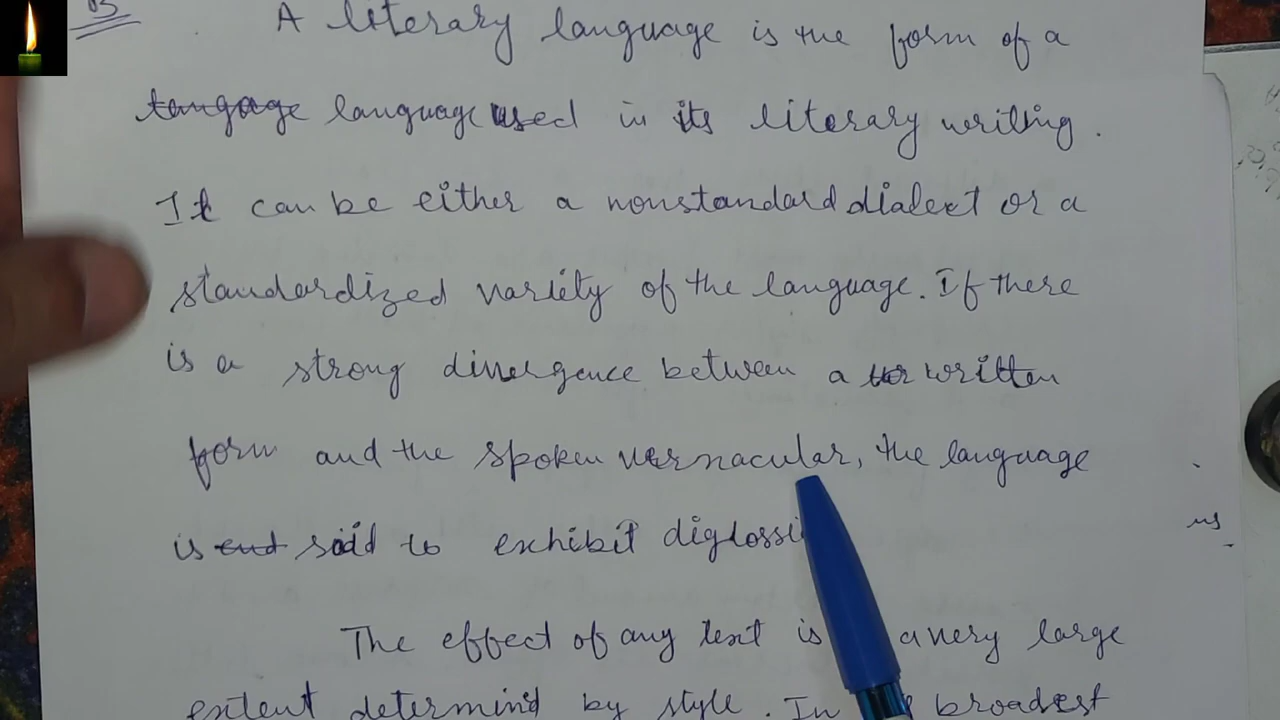 B
A literary language is the form of a
language language used in its literary writing.
It can be either a nonstandard dialect or a
standardized variety of the language. If there
is a strong divergence between a written
form and the spoken vernacular, the language
is said to exhibit diglossi
us
The effect of any text is a very large
extent determind by style. In broadest